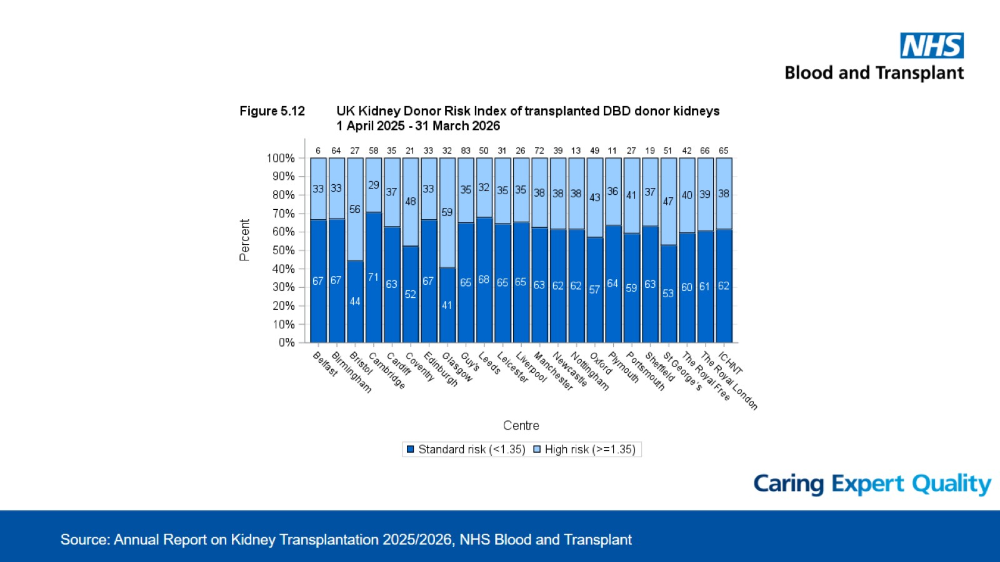 NHS
Blood and Transplant
Figure 5.12 UK Kidney Donor Risk Index of transplanted DBD donor kidneys
1 April 2025 - 31 March 2026
6 64 27 58 35 21 33 32 83 50 31 26 72 39 13 49 11 27 19 51 42 66 65
100%
90%
80%
70%
60%
50%
40%
30%
20%
10%
0%
Percent
33 33 56 29 37 48 33 59 35 32 35 35 38 38 38 43 36 41 37 47 40 39 38
67 67 44 71 63 52 67 41 65 68 65 65 63 62 62 57 64 59 63 53 60 61 62
Belfast
Birmingham
Bristol
Cambridge
Cardiff
Coventry
Edinburgh
Glasgow
Guy's
Leeds
Leicester
Liverpool
Manchester
Newcastle
Nottingham
Oxford
Plymouth
Portsmouth
Sheffield
St George's
The Royal Free
The Royal London
ICHNT
Centre
Standard risk (<1.35) High risk (>=1.35)
Caring Expert Quality
Source: Annual Report on Kidney Transplantation 2025/2026, NHS Blood and Transplant